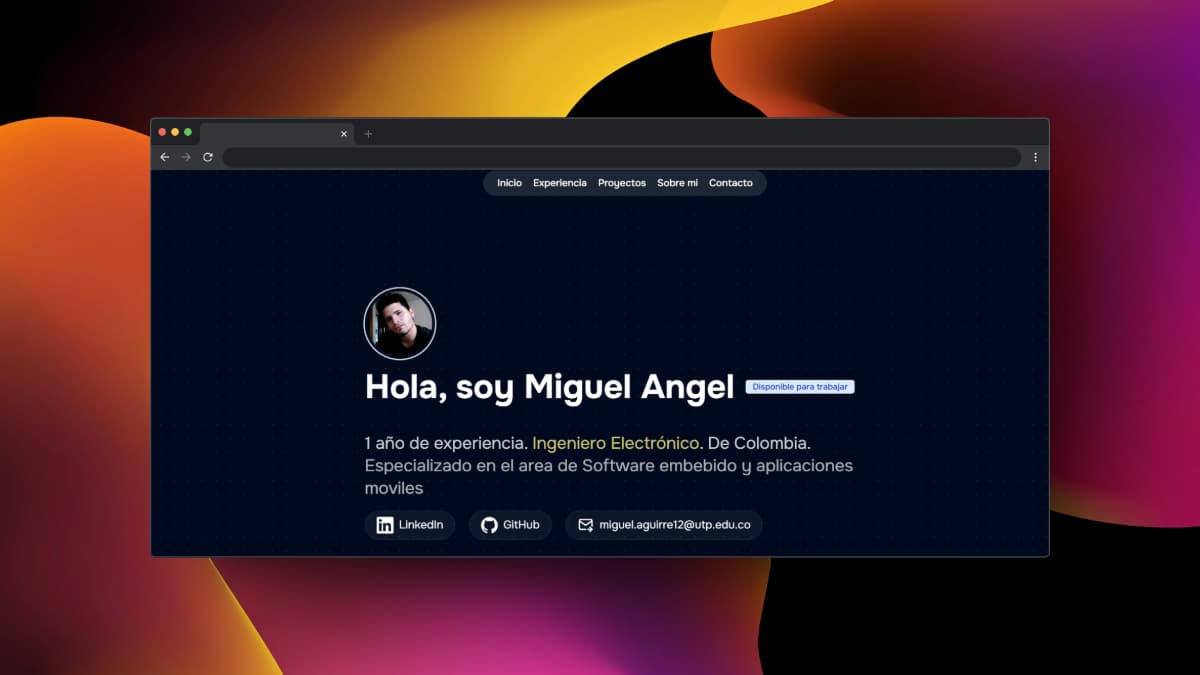 Inicio Experiencia Proyectos Sobre mi Contacto
Hola, soy Miguel Angel
Disponible para trabajar
1 año de experiencia. Ingeniero Electrónico. De Colombia.
Especializado en el area de Software embebido y aplicaciones
moviles
LinkedIn GitHub miguel.aguirre12@utp.edu.co